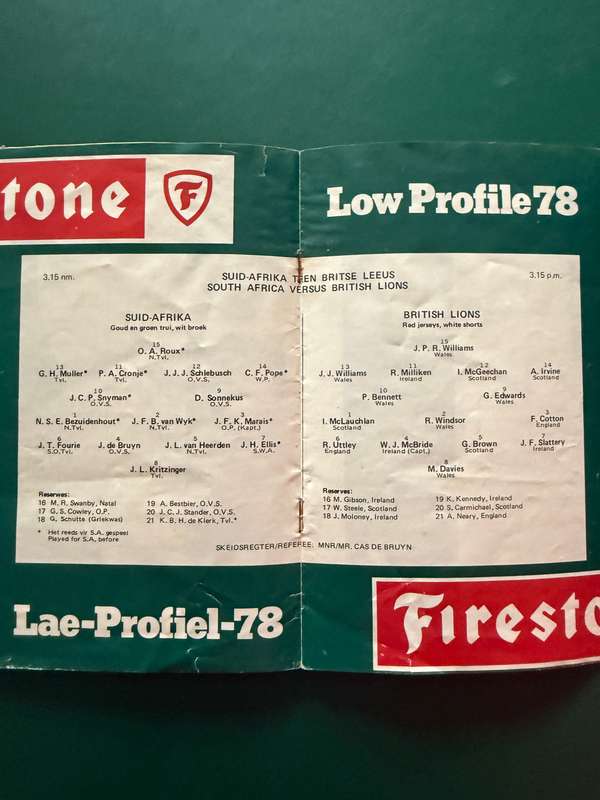 tone
F
Low Profile 78
3.15 nm.
SUID-AFRIKA TEEN BRITSE LEEUS
3.15 p.m.
SOUTH AFRICA VERSUS BRITISH LIONS
SUID-AFRIKA
Goud en groen trui, wit broek
15
O. A. Roux*
N.Tvl.
13 11 12 14
G. H. Muller* P. A. Cronje* J. J. J. Schlebusch C. F. Pope*
Tvl. Tvl. O.V.S. W.P.
10 9
J. C. P. Snyman* D. Sonnekus
O.V.S. O.V.S.
1 2 3
N. S. E. Bezuidenhout* J. F. B. van Wyk* J. F. K. Marais*
N.Tvl. N.Tvl. O.P. (Kapt.)
6 4 5 7
J. T. Fourie J. de Bruyn J. L. van Heerden J. H. Ellis*
S.O.Tvl. O.V.S. N.Tvl. S.W.A.
8
J. L. Kritzinger
Tvl.
Reserves:
16 M. R. Swanby, Natal 19 A. Bestbier, O.V.S.
17 G. S. Cowley, O.P. 20 J. C. J. Stander, O.V.S.
18 G. Schutte (Griekwas) 21 K. B. H. de Klerk, Tvl.*
* Het reeds vir S.A. gespeel
Played for S.A. before
BRITISH LIONS
Red jerseys, white shorts
15
J. P. R. Williams
Wales
13 11 12 14
J. J. Williams R. Milliken I. McGeechan A. Irvine
Wales Ireland Scotland Scotland
10 9
P. Bennett G. Edwards
Wales Wales
1 2 3
I. McLauchlan R. Windsor F. Cotton
Scotland Wales England
6 4 5 7
R. Uttley W. J. McBride G. Brown J. F. Slattery
England Ireland (Capt.) Scotland Ireland
8
M. Davies
Wales
Reserves:
16 M. Gibson, Ireland 19 K. Kennedy, Ireland
17 W. Steele, Scotland 20 S. Carmichael, Scotland
18 J. Moloney, Ireland 21 A. Neary, England
SKEIDSREGTER/REFEREE: MNR/MR. CAS DE BRUYN
Lae-Profiel-78
Firesto